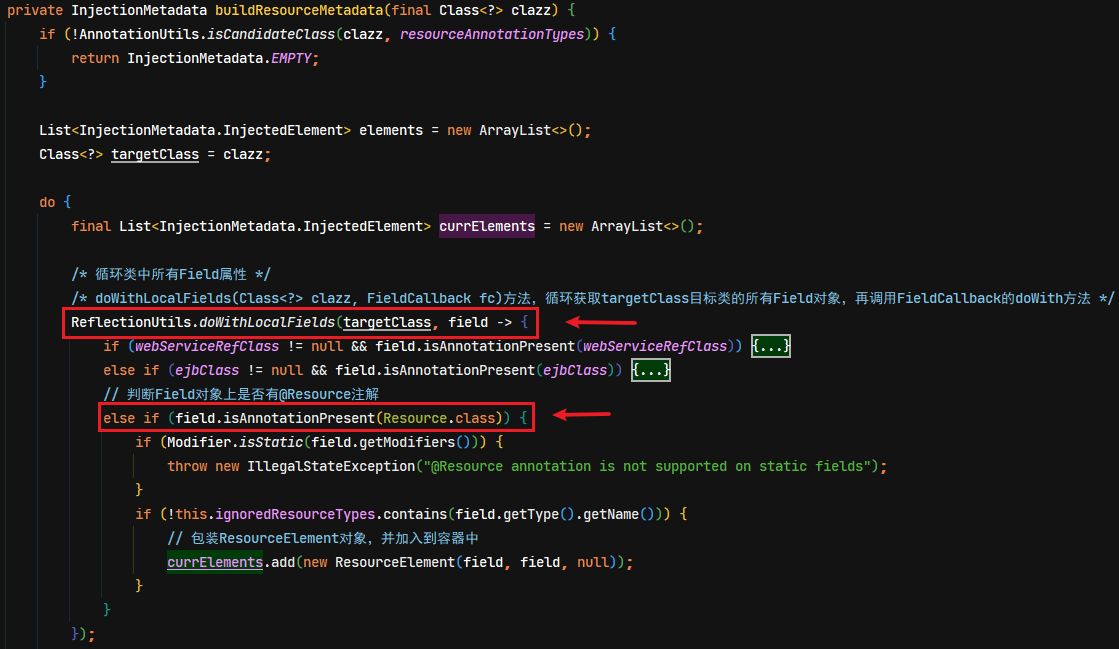 private InjectionMetadata buildResourceMetadata(final Class<?> clazz) {
if (!AnnotationUtils.isCandidateClass(clazz, resourceAnnotationTypes)) {
return InjectionMetadata.EMPTY;
}
List<InjectionMetadata.InjectedElement> elements = new ArrayList<>();
Class<?> targetClass = clazz;
do {
final List<InjectionMetadata.InjectedElement> currElements = new ArrayList<>();
/* 循环类中所有Field属性 */
/* doWithLocalFields(Class<?> clazz, FieldCallback fc)方法，循环获取targetClass目标类的所有Field对象，再调用FieldCallback的doWith方法 */
ReflectionUtils.doWithLocalFields(targetClass, field -> {
if (webServiceRefClass != null && field.isAnnotationPresent(webServiceRefClass)) {...}
else if (ejbClass != null && field.isAnnotationPresent(ejbClass)) {...}
// 判断Field对象上是否有@Resource注解
else if (field.isAnnotationPresent(Resource.class)) {
if (Modifier.isStatic(field.getModifiers())) {
throw new IllegalStateException("@Resource annotation is not supported on static fields");
}
if (!this.ignoredResourceTypes.contains(field.getType().getName())) {
// 包装ResourceElement对象，并加入到容器中
currElements.add(new ResourceElement(field, field, null));
}
}
});